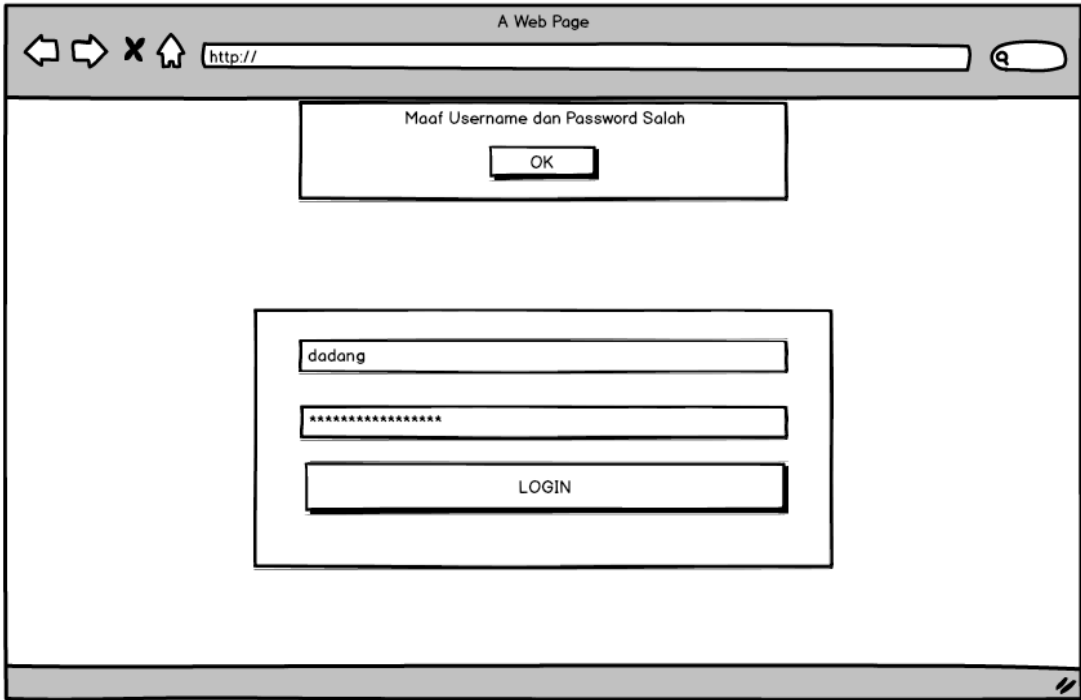 A Web Page
http://
Maaf Username dan Password Salah
OK
dadang
*****************
LOGIN